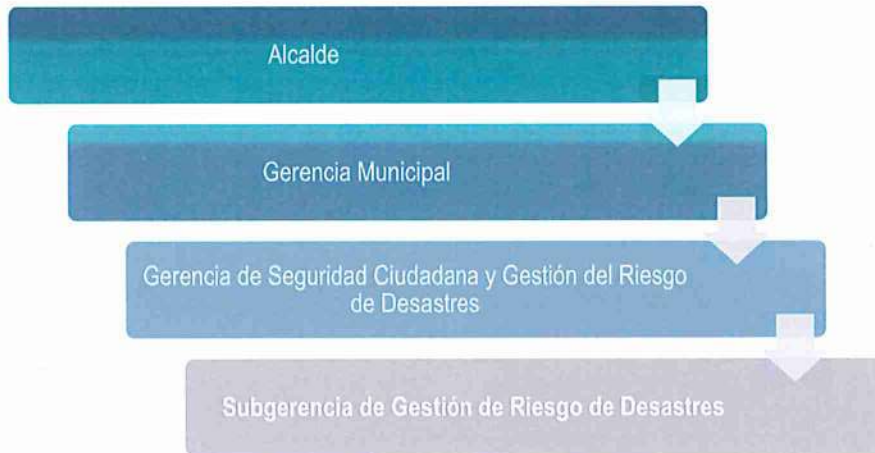 Alcalde
Gerencia Municipal
Gerencia de Seguridad Ciudadana y Gestión del Riesgo
de Desastres
Subgerencia de Gestión de Riesgo de Desastres